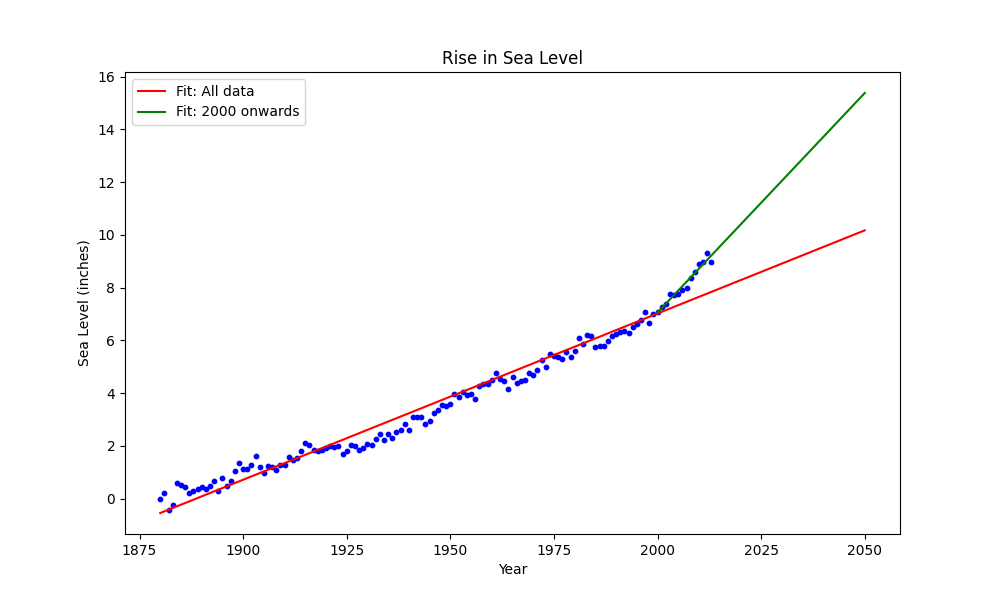 Rise in Sea Level
Fit: All data
Fit: 2000 onwards
Sea Level (inches)
16
14
12
10
8
6
4
2
0
1875 1900 1925 1950 1975 2000 2025 2050
Year